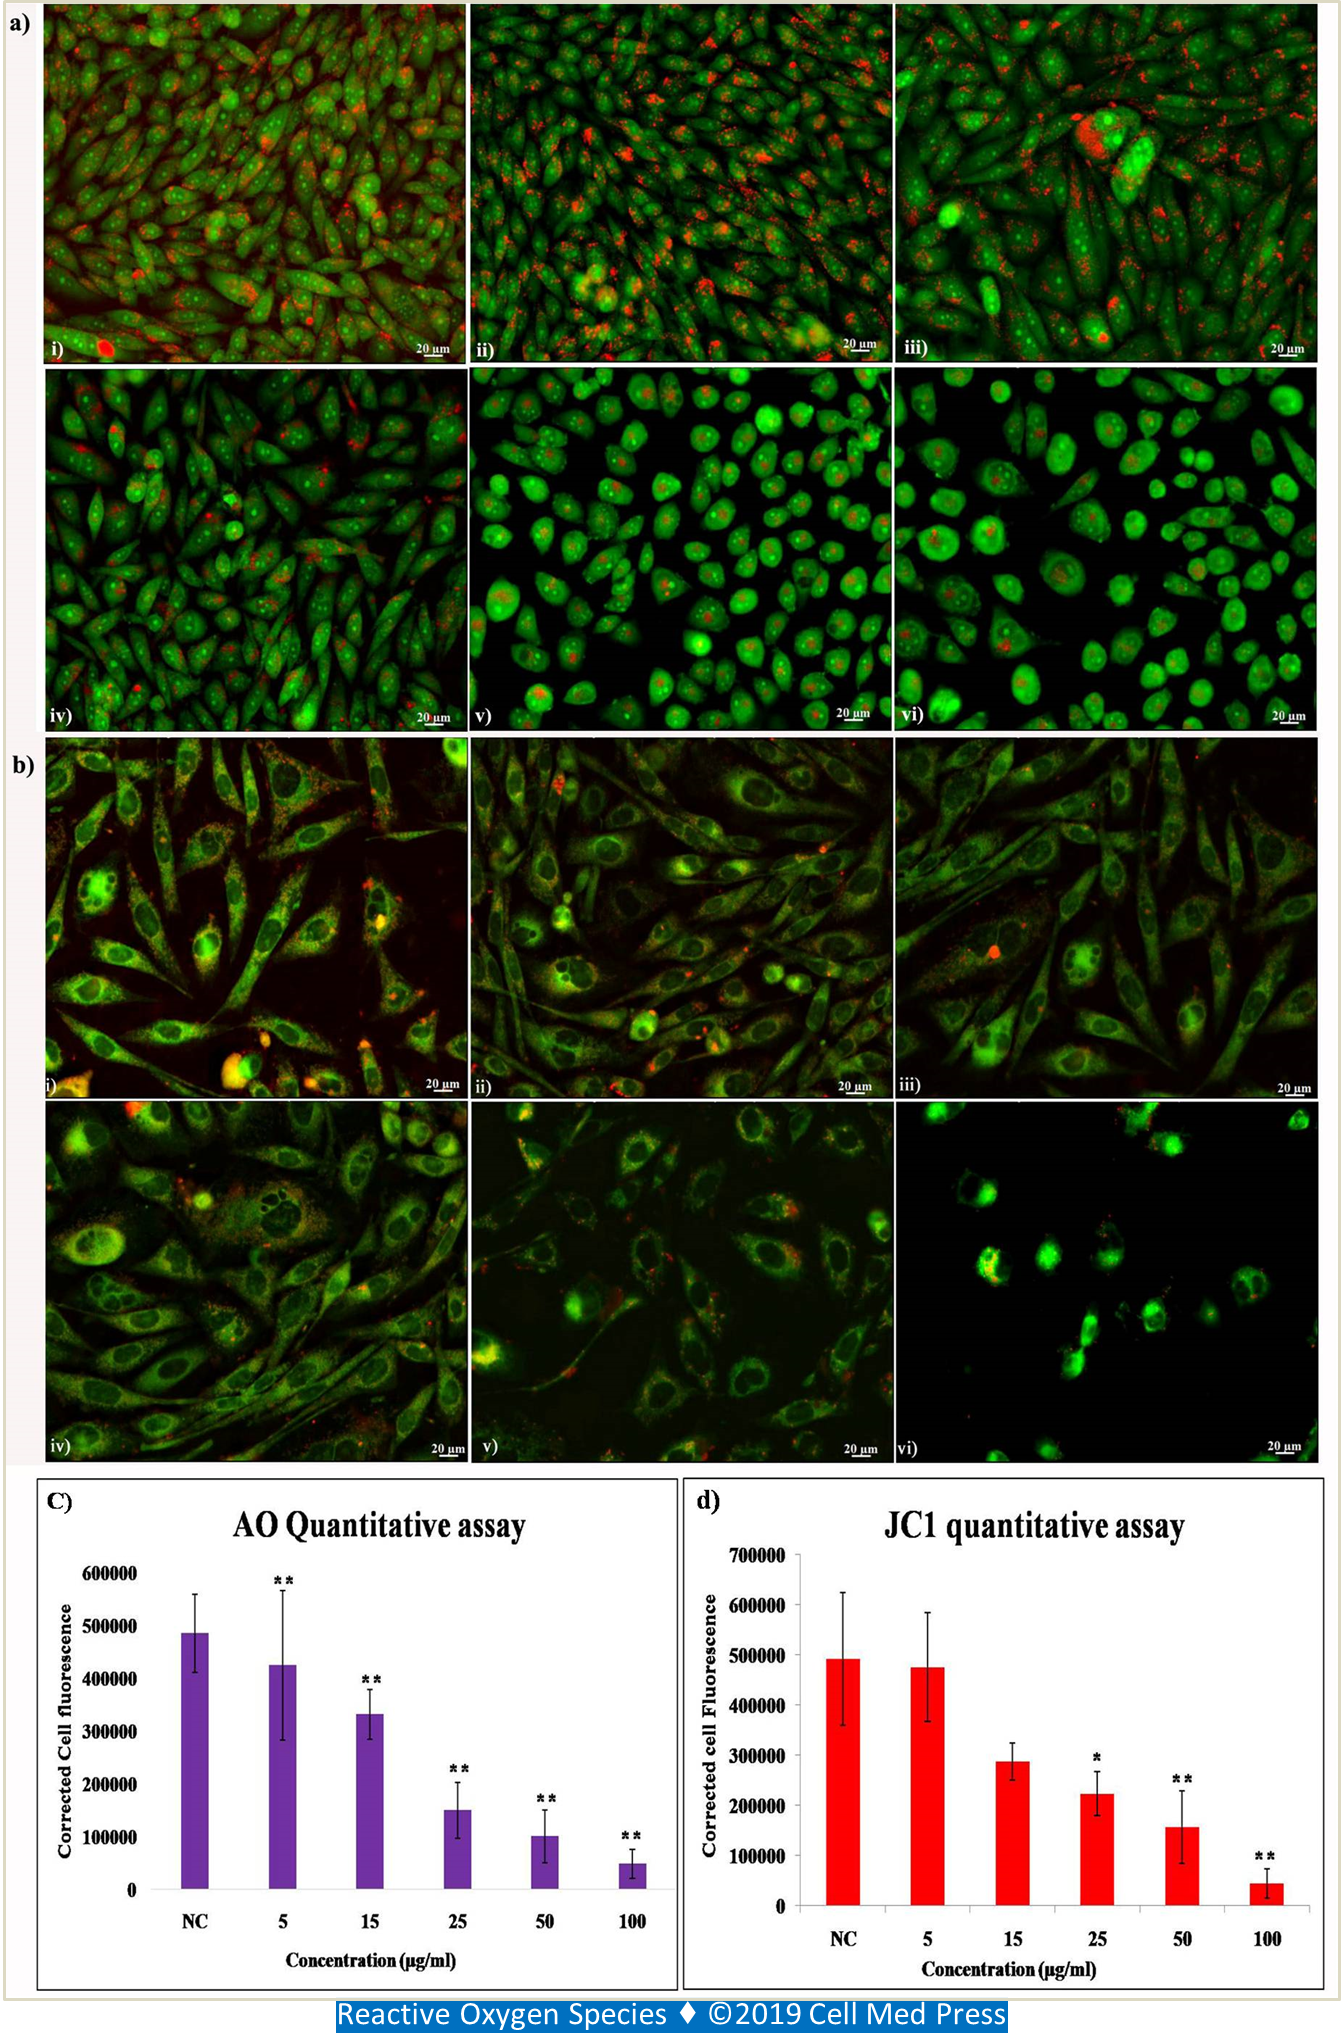 a)
i)
20 µm
ii)
20 µm
iii)
20 µm
iv)
20 µm
v)
20 µm
vi)
20 µm
b)
i)
20 µm
ii)
20 µm
iii)
20 µm
iv)
20 µm
v)
20 µm
vi)
20 µm
C)
AO Quantitative assay
Corrected Cell fluorescence
600000
500000
400000
300000
200000
100000
0
**
**
**
**
**
NC 5 15 25 50 100
Concentration (µg/ml)
d)
JC1 quantitative assay
Corrected cell Fluorescence
700000
600000
500000
400000
300000
200000
100000
0
*
**
**
NC 5 15 25 50 100
Concentration (µg/ml)
Reactive Oxygen Species ♦ ©2019 Cell Med Press